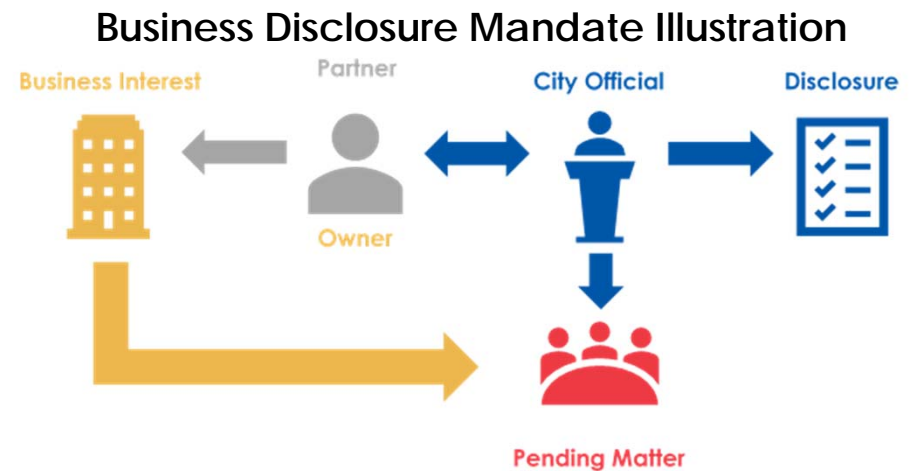 Business Disclosure Mandate Illustration
Business Interest
Partner
City Official
Disclosure
Owner
Pending Matter